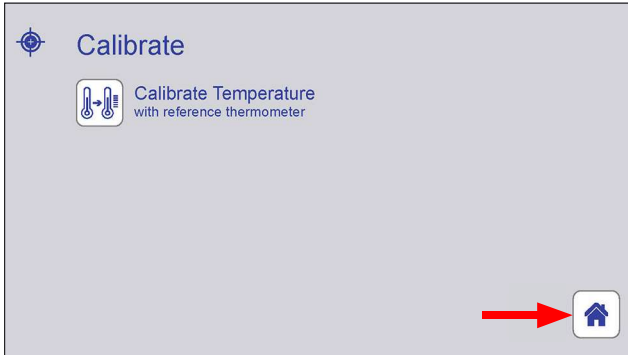 Calibrate
Calibrate Temperature
with reference thermometer